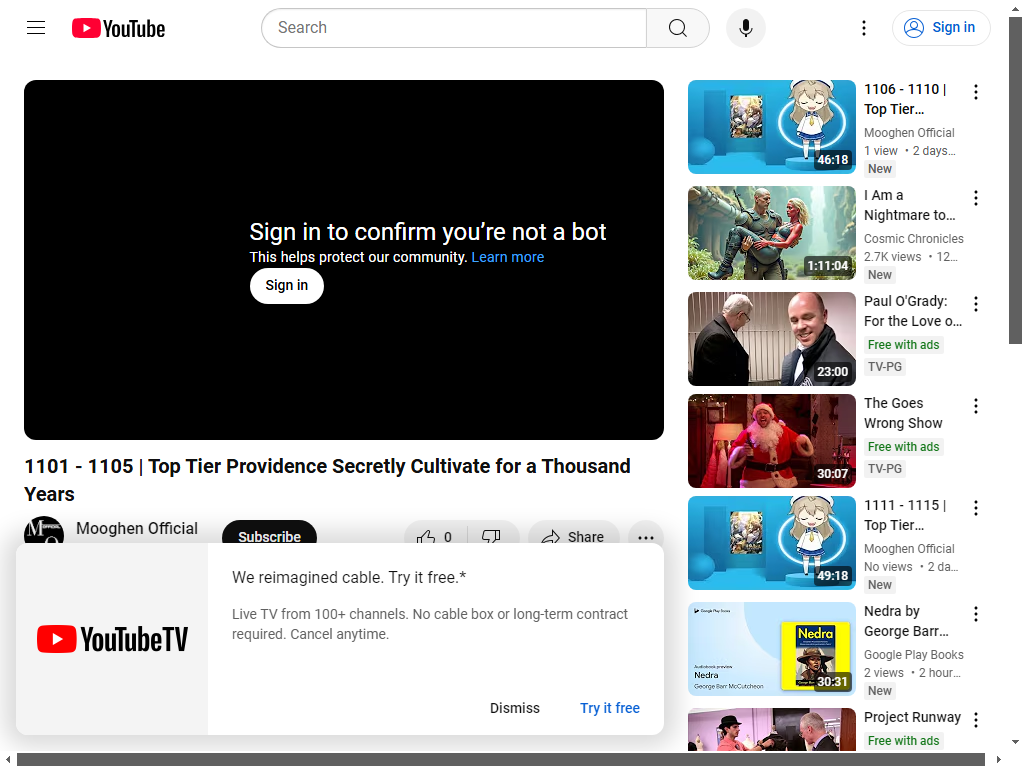 YouTube
Search
Sign in
Sign in to confirm you’re not a bot
This helps protect our community. Learn more
Sign in
1101 - 1105 | Top Tier Providence Secretly Cultivate for a Thousand
Years
Mooghen Official
Subscribe
0
Share
YouTubeTV
We reimagined cable. Try it free.*
Live TV from 100+ channels. No cable box or long-term contract
required. Cancel anytime.
Dismiss
Try it free
46:18
1106 - 1110 |
Top Tier…
Mooghen Official
1 view • 2 days…
New
1:11:04
I Am a
Nightmare to…
Cosmic Chronicles
2.7K views • 12…
New
23:00
Paul O'Grady:
For the Love o…
Free with ads
TV-PG
30:07
The Goes
Wrong Show
Free with ads
TV-PG
49:18
1111 - 1115 |
Top Tier…
Mooghen Official
No views • 2 da…
New
Google Play Books
Nedra
Audiobook preview
Nedra
George Barr McCutcheon
30:31
Nedra by
George Barr…
Google Play Books
2 views • 2 hour…
New
Project Runway
Free with ads